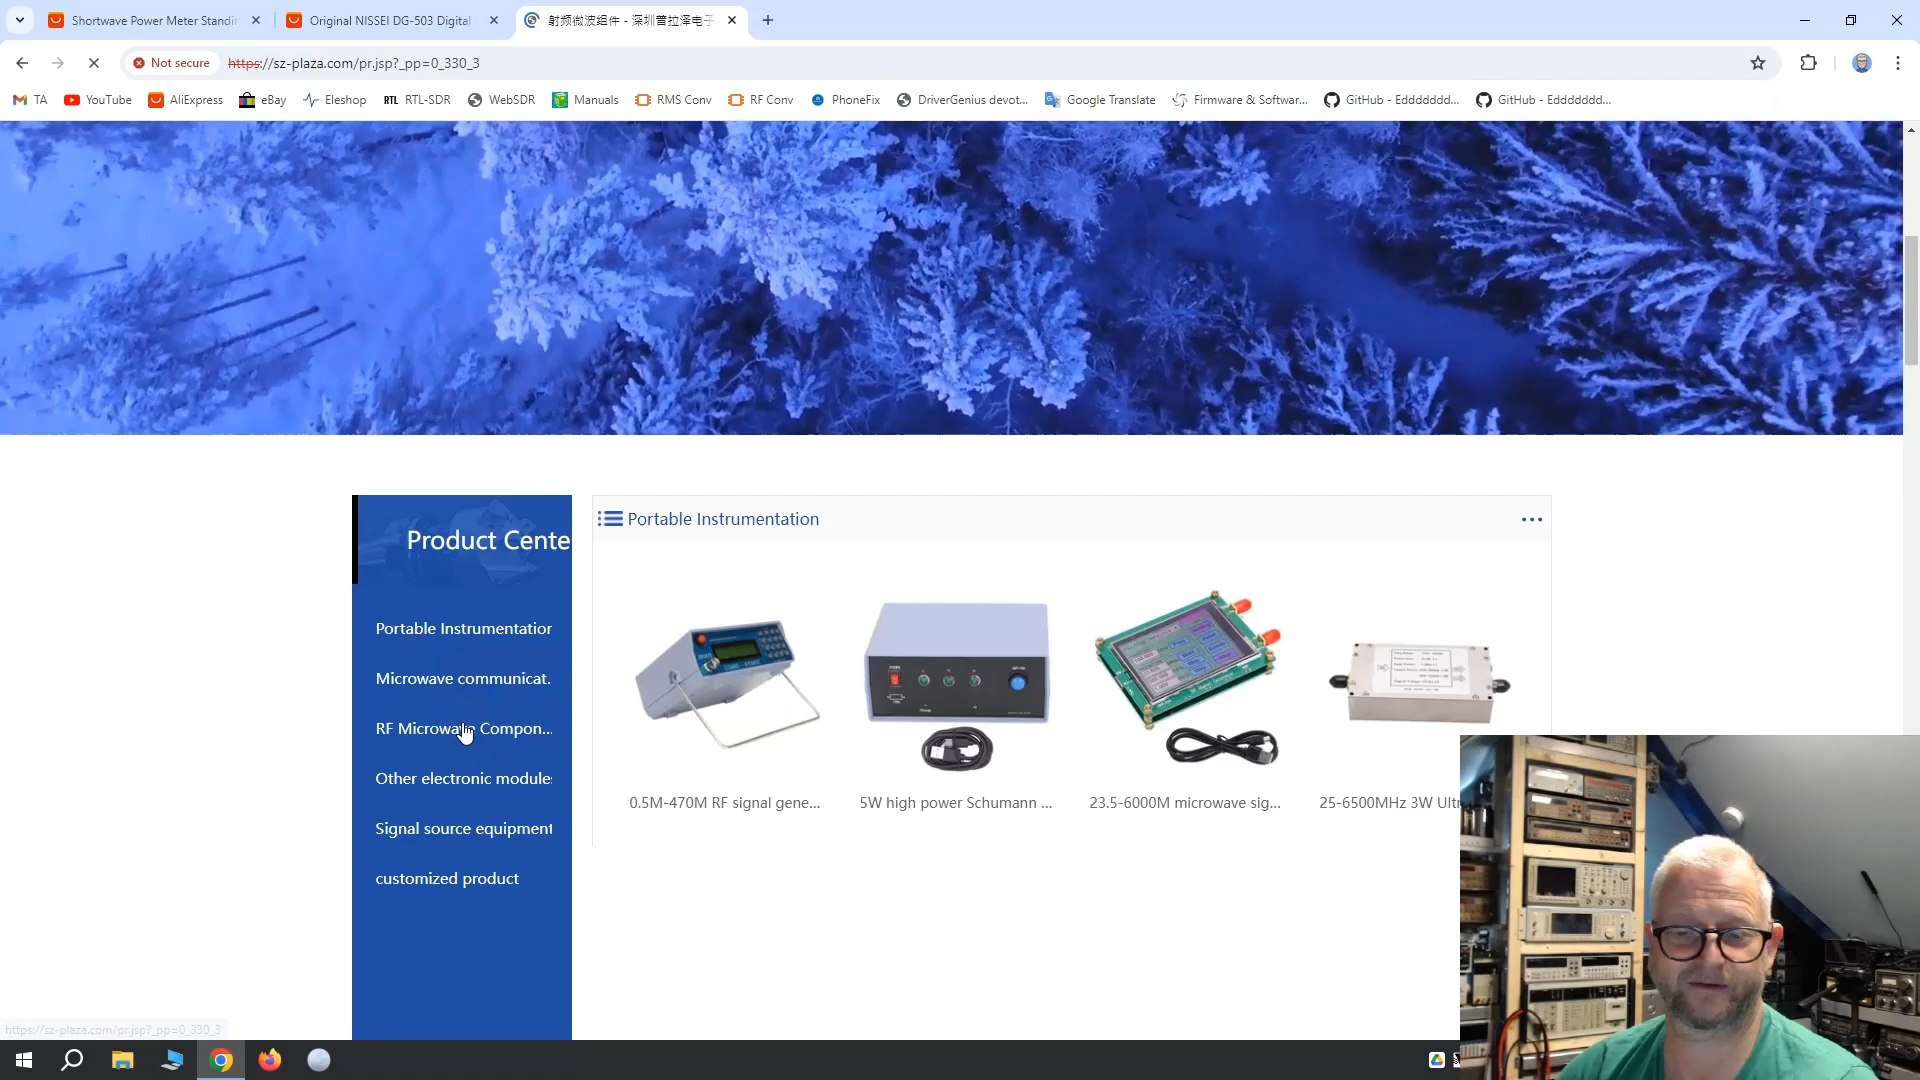 Shortwave Power Meter Standi
Original NISSEI DG-503 Digital
射频微波组件 - 深圳普拉泽电子
Not secure
https://sz-plaza.com/pr.jsp?_pp=0_330_3
TA
YouTube
AliExpress
eBay
Eleshop
RTL RTL-SDR
WebSDR
Manuals
RMS Conv
RF Conv
PhoneFix
DriverGenius devot...
Google Translate
Firmware & Softwar...
GitHub - Eddddddd...
GitHub - Eddddddd...
Product Cente
Portable Instrumentation
Microwave communicat.
RF Microwave Compon...
Other electronic modules
Signal source equipment
customized product
Portable Instrumentation
0.5M-470M RF signal gene...
5W high power Schumann ...
23.5-6000M microwave sig...
25-6500MHz 3W Ult
https://sz-plaza.com/pr.jsp?_pp=0_330_3